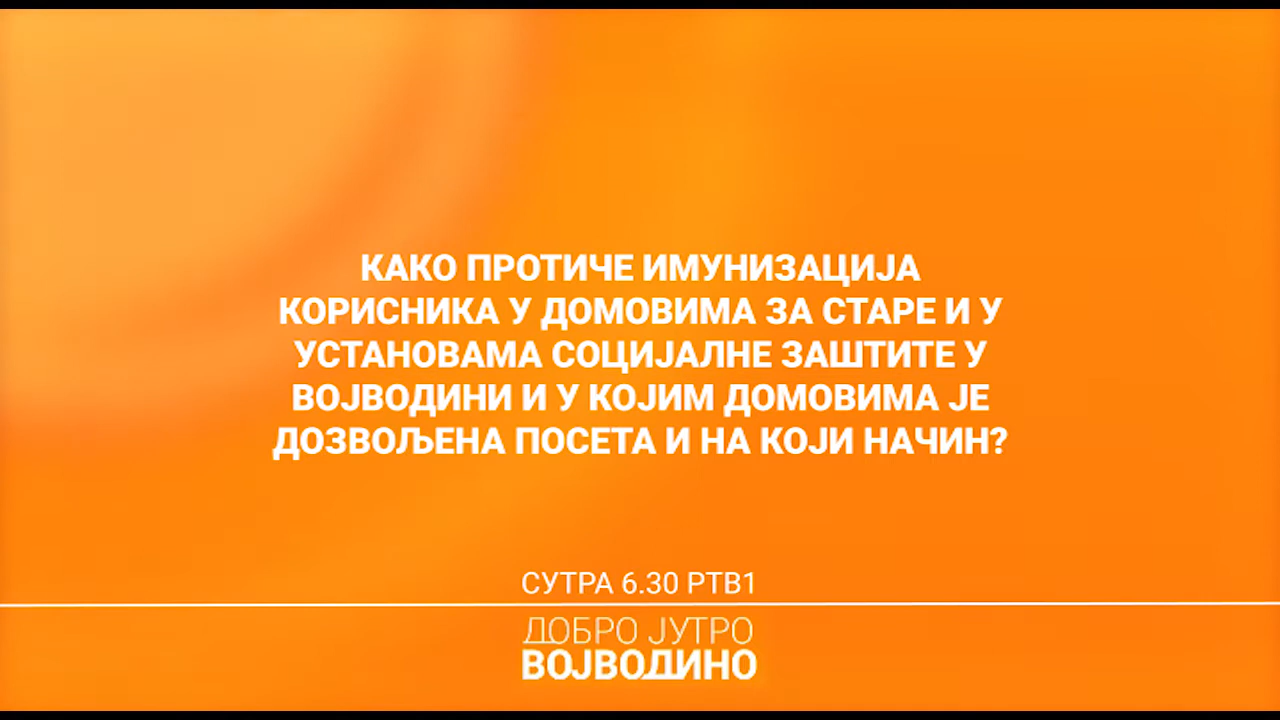 КАКО ПРОТИЧЕ ИМУНИЗАЦИЈА
КОРИСНИКА У ДОМОВИМА ЗА СТАРЕ И У
УСТАНОВАМА СОЦИЈАЛНЕ ЗАШТИТЕ У
ВОЈВОДИНИ И У КОЈИМ ДОМОВИМА ЈЕ
ДОЗВОЉЕНА ПОСЕТА И НА КОЈИ НАЧИН?
СУТРА 6.30 РТВ1
ДОБРО ЈУТРО
ВОЈВОДИНО